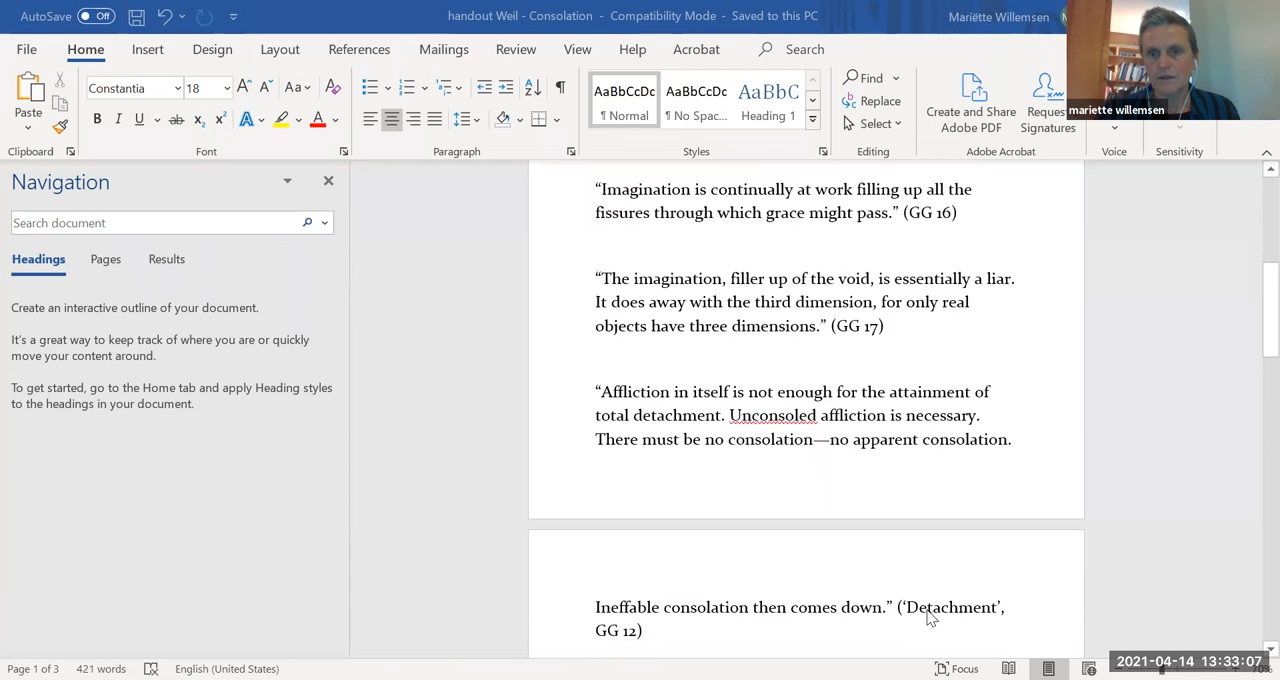 AutoSave Off handout Weil - Consolation - Compatibility Mode - Saved to this PC Mariëtte Willemsen
File Home Insert Design Layout References Mailings Review View Help Acrobat Search
Paste
Clipboard
Constantia 18 Aa
B I U ab x₂ x² A A
Font
Paragraph
AaBbCcDc AaBbCcDc AaBbC
¶ Normal ¶ No Spac... Heading 1
Styles
Find
Replace
Select
Editing
Create and Share
Adobe PDF
Signatures
Adobe Acrobat
Voice
Sensitivity
mariette willemsen
Navigation
Search document
Headings Pages Results
Create an interactive outline of your document.
It's a great way to keep track of where you are or quickly
move your content around.
To get started, go to the Home tab and apply Heading styles
to the headings in your document.
“Imagination is continually at work filling up all the
fissures through which grace might pass.” (GG 16)
“The imagination, filler up of the void, is essentially a liar.
It does away with the third dimension, for only real
objects have three dimensions.” (GG 17)
“Affliction in itself is not enough for the attainment of
total detachment. Unconsoled affliction is necessary.
There must be no consolation—no apparent consolation.
Ineffable consolation then comes down.” (‘Detachment’,
GG 12)
Page 1 of 3 421 words English (United States) Focus
2021-04-14 13:33:07